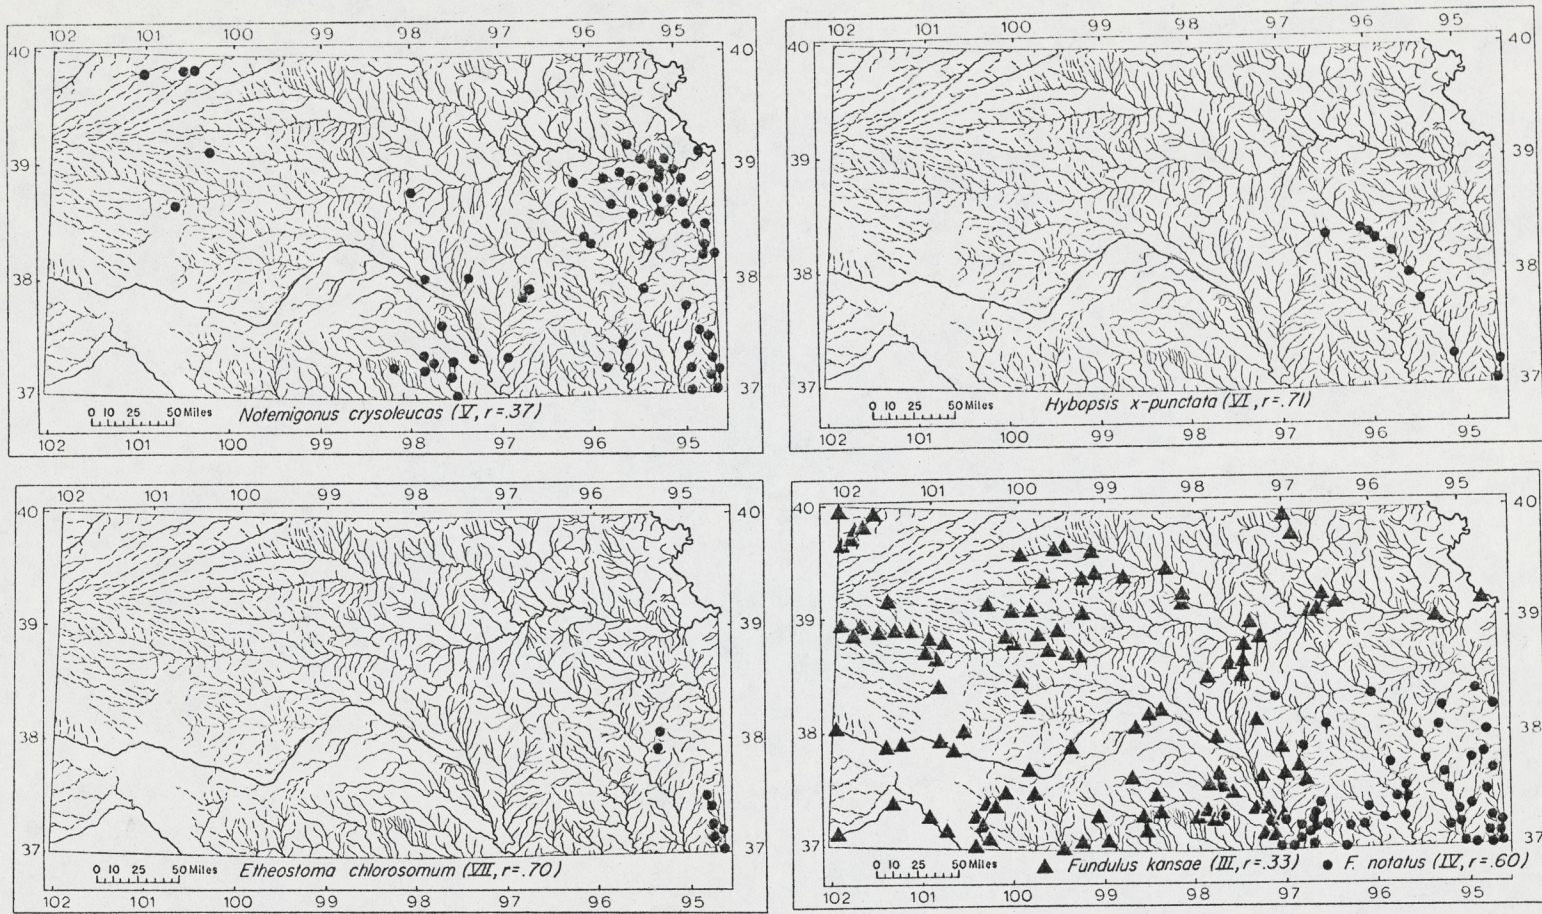 102 101 100 99 98 97 96 95
40 40
39 39
38 38
37 37
0 10 25 50 Miles
Notemigonus crysoleucas (V, r=.37)
102 101 100 99 98 97 96 95
102 101 100 99 98 97 96 95
40 40
39 39
38 38
37 37
0 10 25 50 Miles
Hybopsis x-punctata (VI, r=.71)
102 101 100 99 98 97 96 95
102 101 100 99 98 97 96 95
40 40
39 39
38 38
37 37
0 10 25 50 Miles
Etheostoma chlorosomum (VII, r=.70)
102 101 100 99 98 97 96 95
102 101 100 99 98 97 96 95
40 40
39 39
38 38
37 37
0 10 25 50 Miles
Fundulus kansae (III, r=.33) F. notatus (IV, r=.60)
102 101 100 99 98 97 96 95